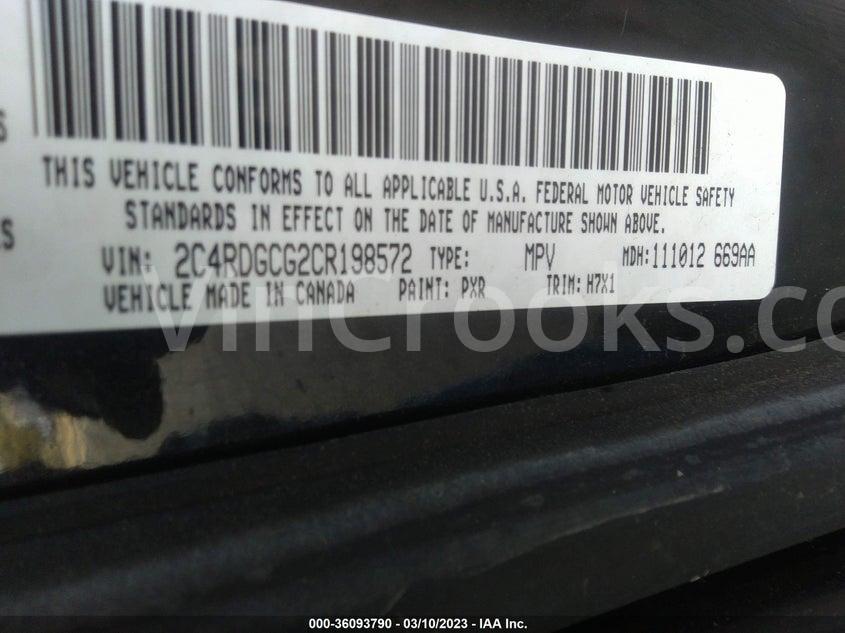 THIS VEHICLE CONFORMS TO ALL APPLICABLE U.S.A. FEDERAL MOTOR VEHICLE SAFETY
STANDARDS IN EFFECT ON THE DATE OF MANUFACTURE SHOWN ABOVE.
VIN: 2C4RDGCG2CR198572 TYPE: MPV MDH:111012 669AA
VEHICLE MADE IN CANADA PAINT: PXR TRIM: H7X1
VinCrooks.co
000-36093790 - 03/10/2023 - IAA Inc.